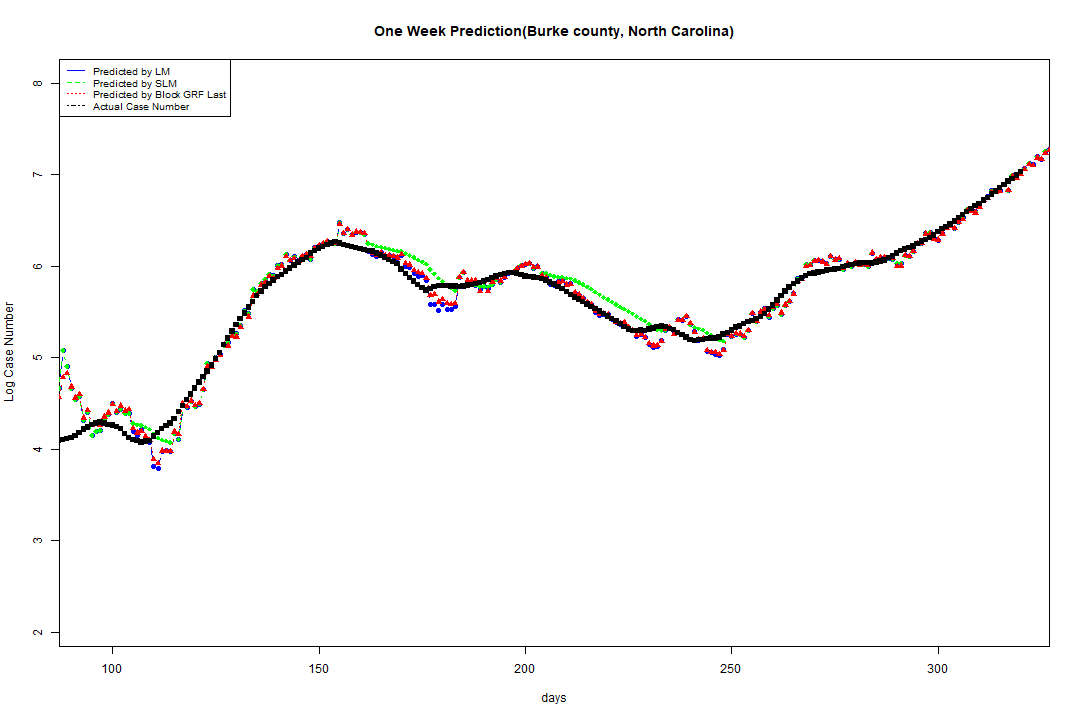 One Week Prediction(Burke county, North Carolina)
Predicted by LM
Predicted by SLM
Predicted by Block GRF Last
Actual Case Number
8
7
6
5
4
3
2
Log Case Number
100 150 200 250 300
days